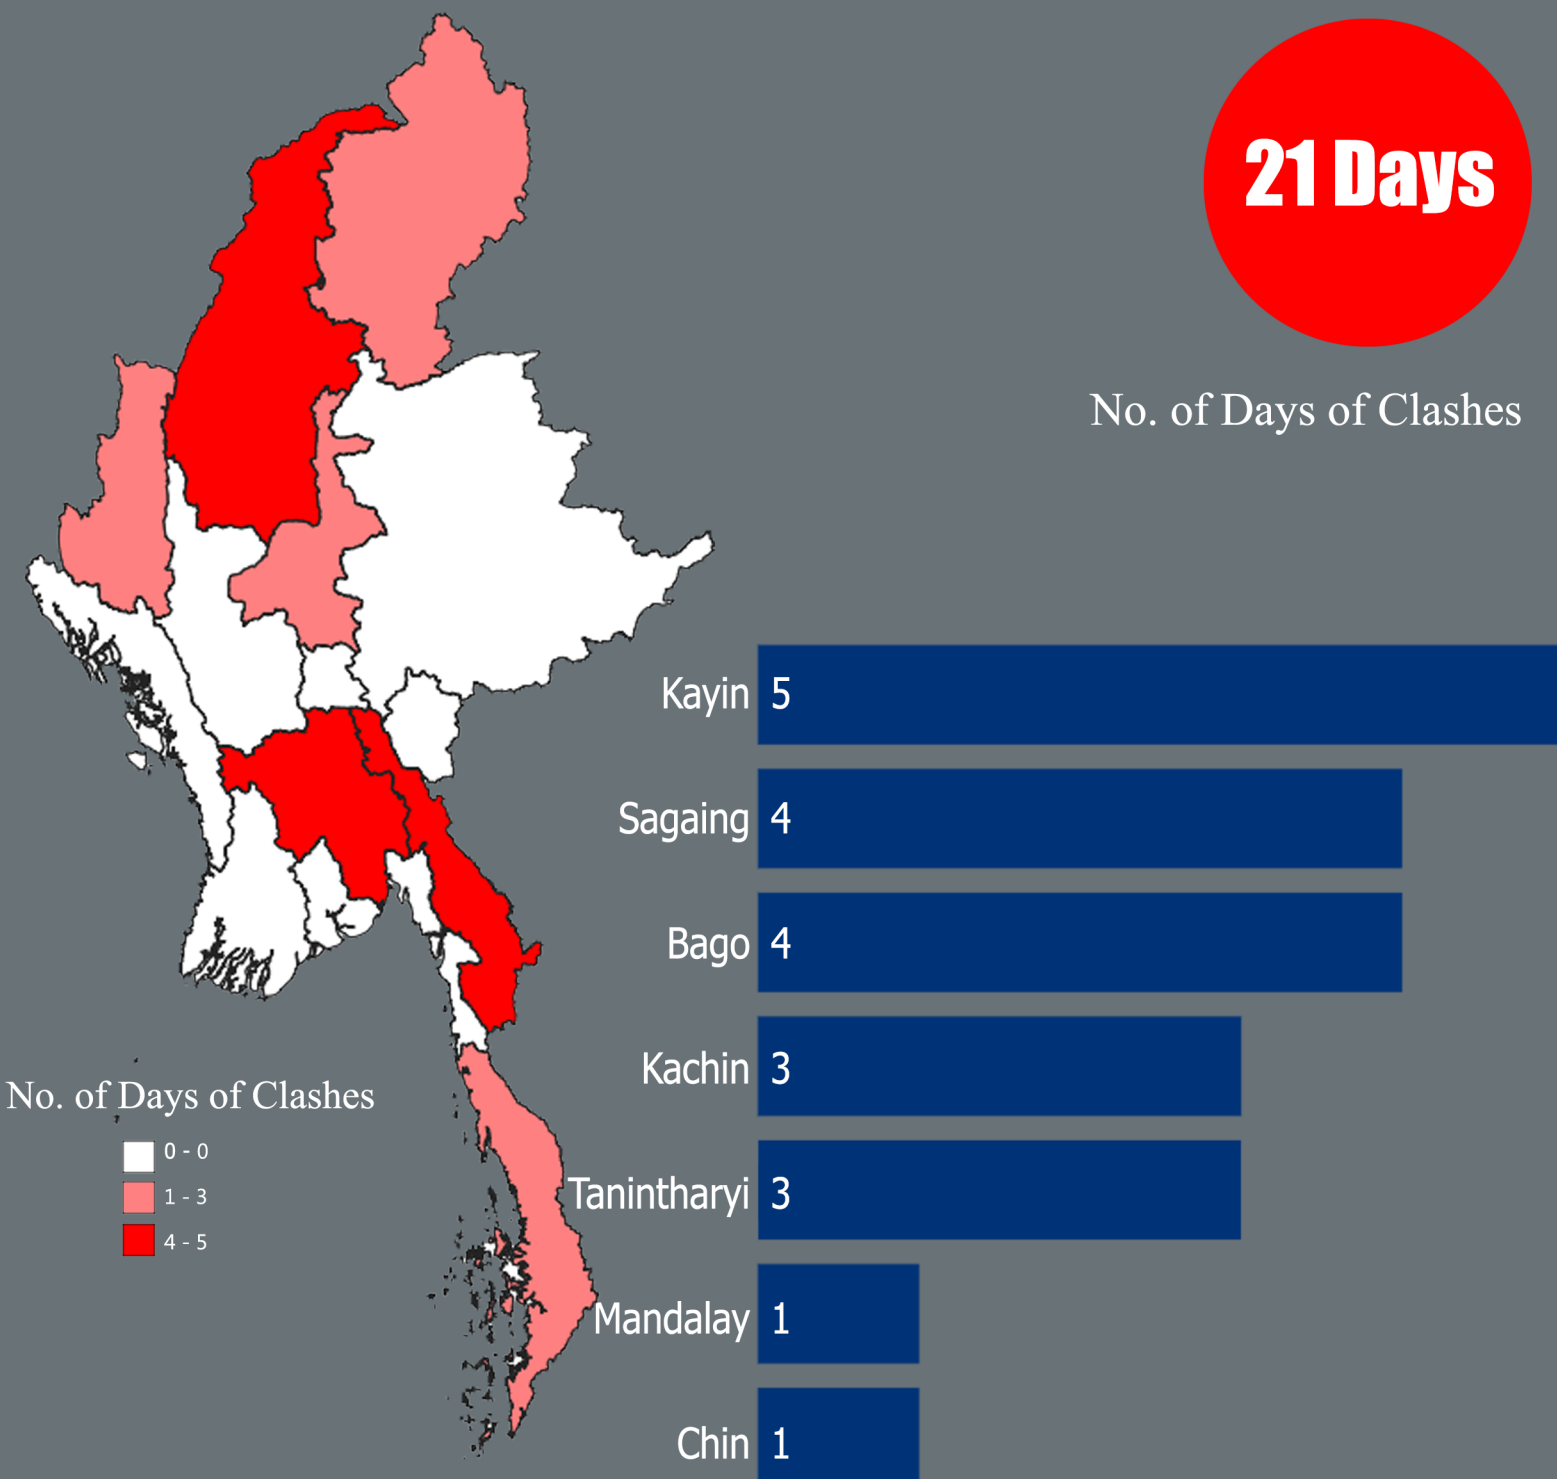 21 Days
No. of Days of Clashes
Kayin 5
Sagaing 4
Bago 4
Kachin 3
Tanintharyi 3
Mandalay 1
Chin 1
No. of Days of Clashes
0 - 0
1 - 3
4 - 5